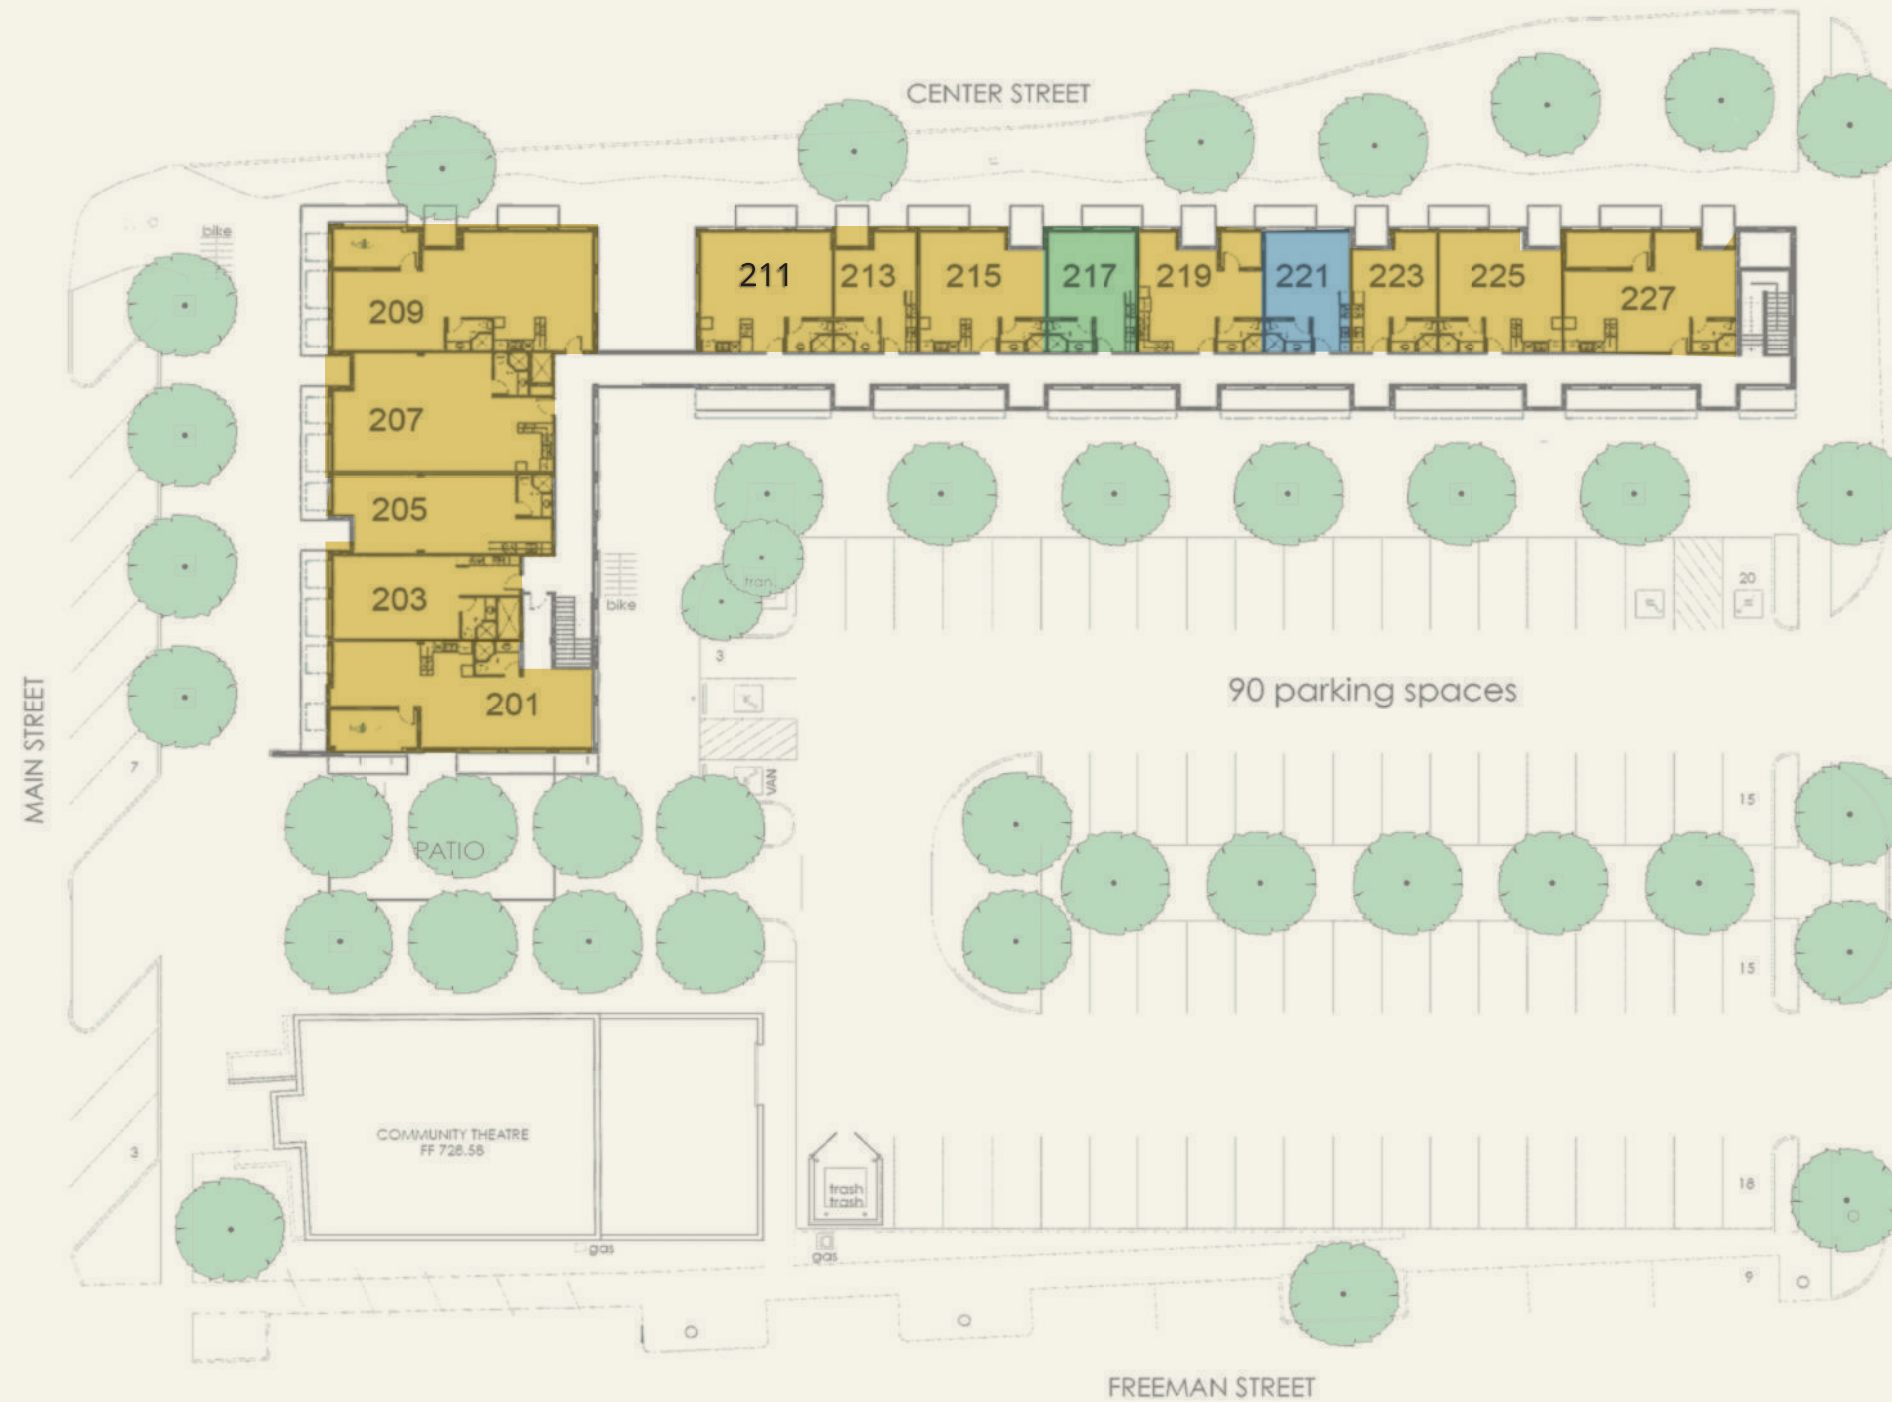 CENTER STREET
bike
211
213
215
217
219
221
223
225
227
209
207
205
203
201
bike
tran.
20
3
90 parking spaces
MAIN STREET
7
VAN
15
PATIO
15
COMMUNITY THEATRE
FF 728.58
3
trash
trash
18
gas
gas
9
FREEMAN STREET